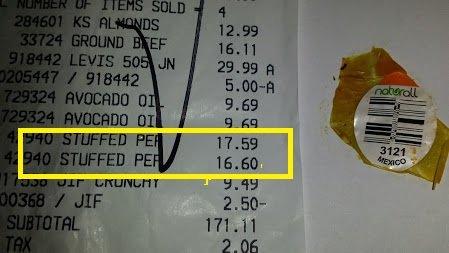 NUMBER OF ITEMS SOLD - 4
284601 KS ALMONDS 12.99
33724 GROUND BEEF 16.11
918442 LEVIS 505 JN 29.99 A
0205447 / 918442 5.00-A
729324 AVOCADO OIL 9.69
729324 AVOCADO OIL 9.69
42940 STUFFED PEP 17.59
42940 STUFFED PEP 16.60
JIF CRUNCHY 9.49
00368 / JIF 2.50-
SUBTOTAL 171.11
TAX 2.06
naturall
3121
MEXICO